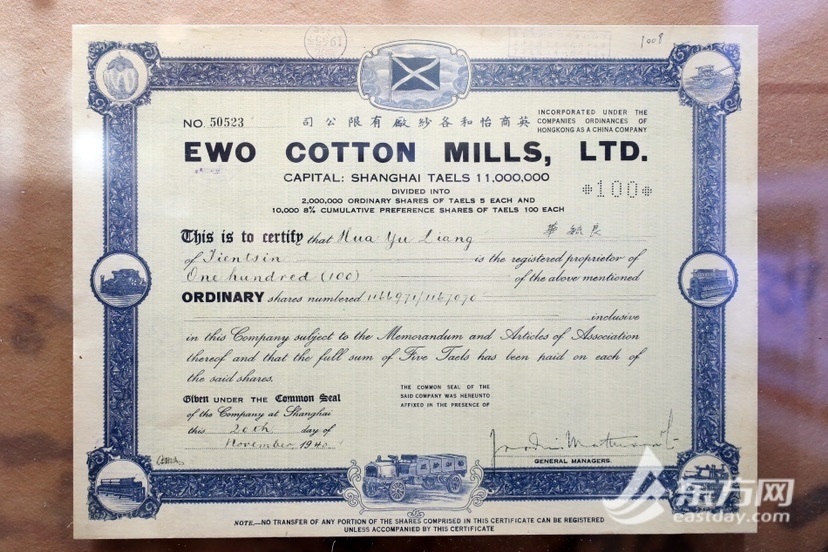 1008
NO. 50523
司公限有廠紗各和怡商英
INCORPORATED UNDER THE
COMPANIES ORDINANCES OF
HONGKONG AS A CHINA COMPANY
EWO COTTON MILLS, LTD.
CAPITAL: SHANGHAI TAELS 11,000,000
DIVIDED INTO
2,000,000 ORDINARY SHARES OF TAELS 5 EACH AND
10,000 8% CUMULATIVE PREFERENCE SHARES OF TAELS 100 EACH
*100*
This is to certify that Hua Yu Liang 華毓良
of Tientsin is the registered proprietor of
One hundred (100) of the above mentioned
ORDINARY shares numbered 1166971/1167070
inclusive
in this Company subject to the Memorandum and Articles of Association
thereof and that the full sum of Five Taels has been paid on each of
the said shares.
Given under the Common Seal
of the Company at Shanghai
this 20th day of
November 1940
THE COMMON SEAL OF THE
SAID COMPANY WAS HEREUNTO
AFFIXED IN THE PRESENCE OF
GENERAL MANAGERS.
NOTE.—NO TRANSFER OF ANY PORTION OF THE SHARES COMPRISED IN THIS CERTIFICATE CAN BE REGISTERED
UNLESS ACCOMPANIED BY THIS CERTIFICATE
东方网
eastday.com